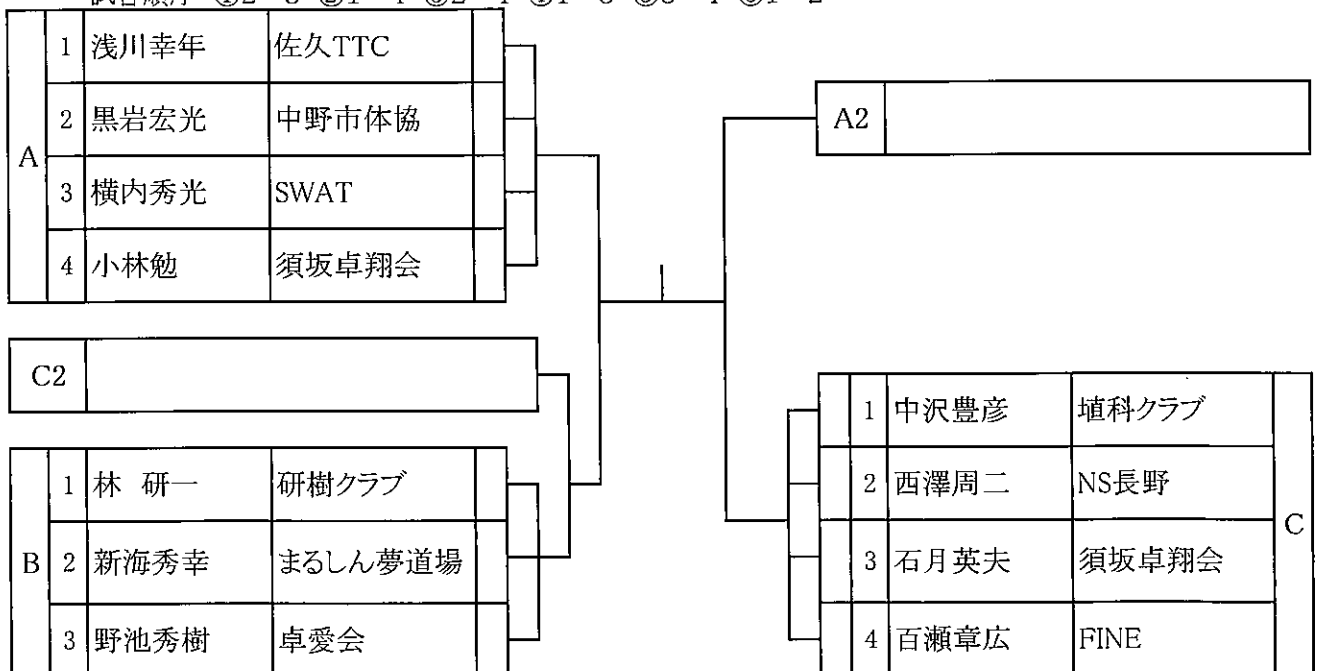 A
1 浅川幸年 佐久TTC
2 黒岩宏光 中野市体協
3 横内秀光 SWAT
4 小林勉 須坂卓翔会
C2
B
1 林 研一 研樹クラブ
2 新海秀幸 まるしん夢道場
3 野池秀樹 卓愛会
A2
C
1 中沢豊彦 埴科クラブ
2 西澤周二 NS長野
3 石月英夫 須坂卓翔会
4 百瀬章広 FINE